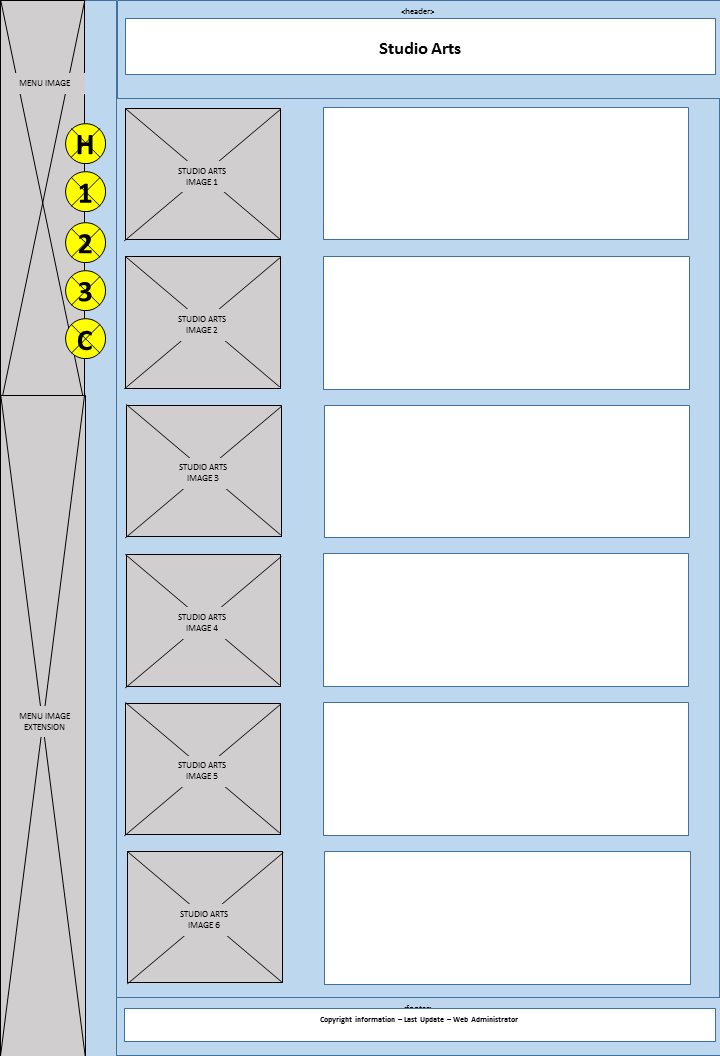 <header>
Studio Arts
MENU IMAGE
H
1
2
3
C
STUDIO ARTS
IMAGE 1
STUDIO ARTS
IMAGE 2
STUDIO ARTS
IMAGE 3
STUDIO ARTS
IMAGE 4
STUDIO ARTS
IMAGE 5
STUDIO ARTS
IMAGE 6
MENU IMAGE
EXTENSION
Copyright information – Last Update – Web Administrator